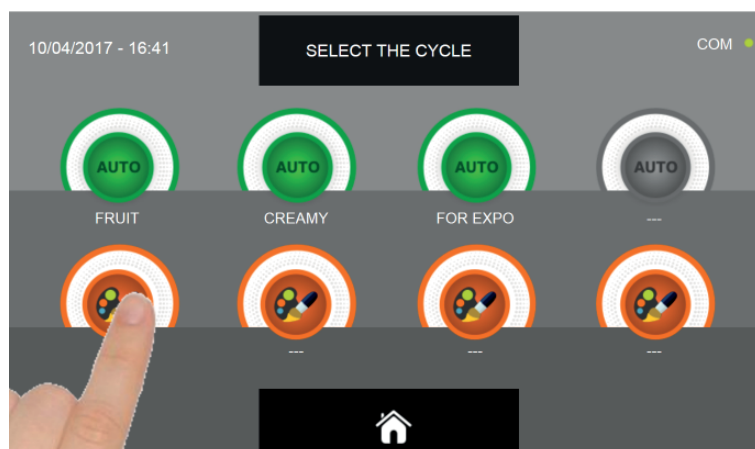 10/04/2017 - 16:41
SELECT THE CYCLE
COM
AUTO
AUTO
AUTO
AUTO
FRUIT
CREAMY
FOR EXPO
---
---
---
---